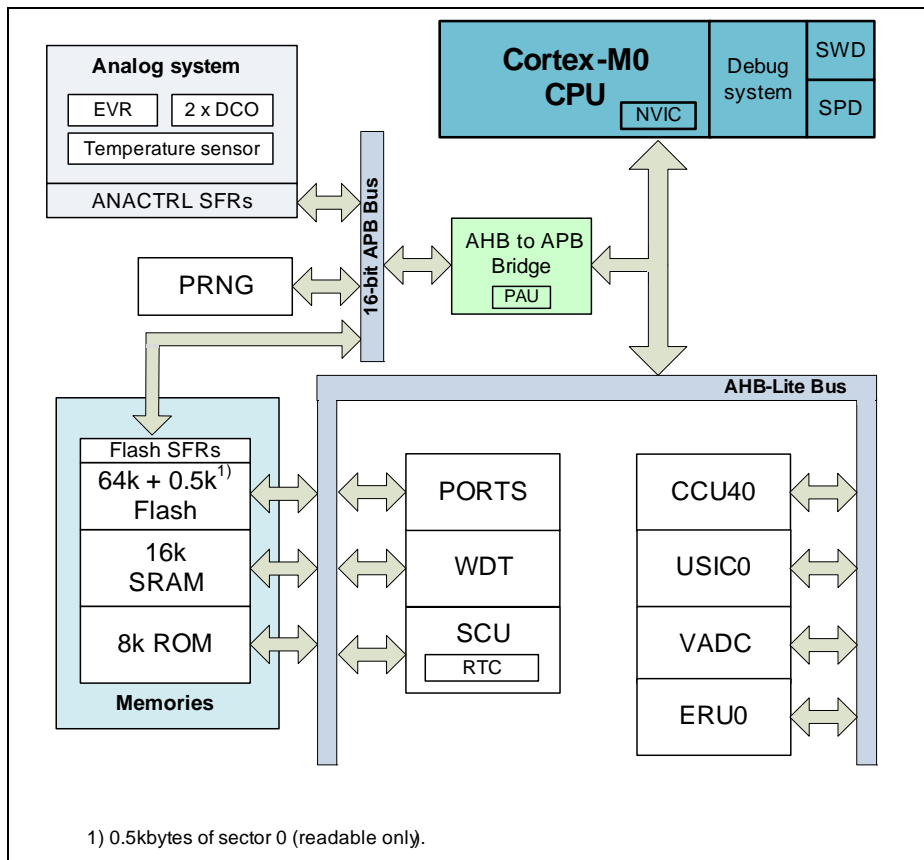 Analog system
EVR
2 x DCO
Temperature sensor
ANACTRL SFRs
Cortex-M0
CPU
NVIC
Debug
system
SWD
SPD
16-bit APB Bus
AHB to APB
Bridge
PAU
PRNG
AHB-Lite Bus
Flash SFRs
64k + 0.5k1)
Flash
16k
SRAM
8k ROM
Memories
PORTS
WDT
SCU
RTC
CCU40
USIC0
VADC
ERU0
1) 0.5kbytes of sector 0 (readable only).